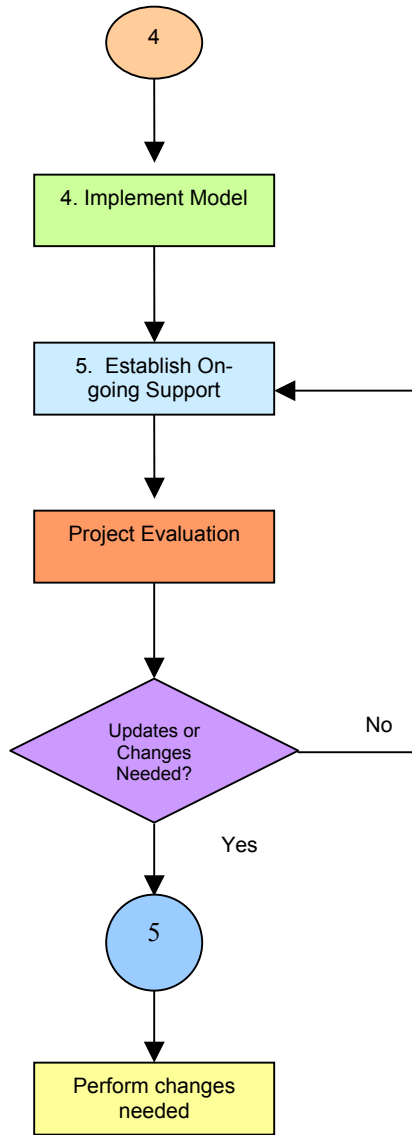 4
4. Implement Model
5. Establish On-
going Support
Project Evaluation
Updates or
Changes
Needed?
No
Yes
5
Perform changes
needed